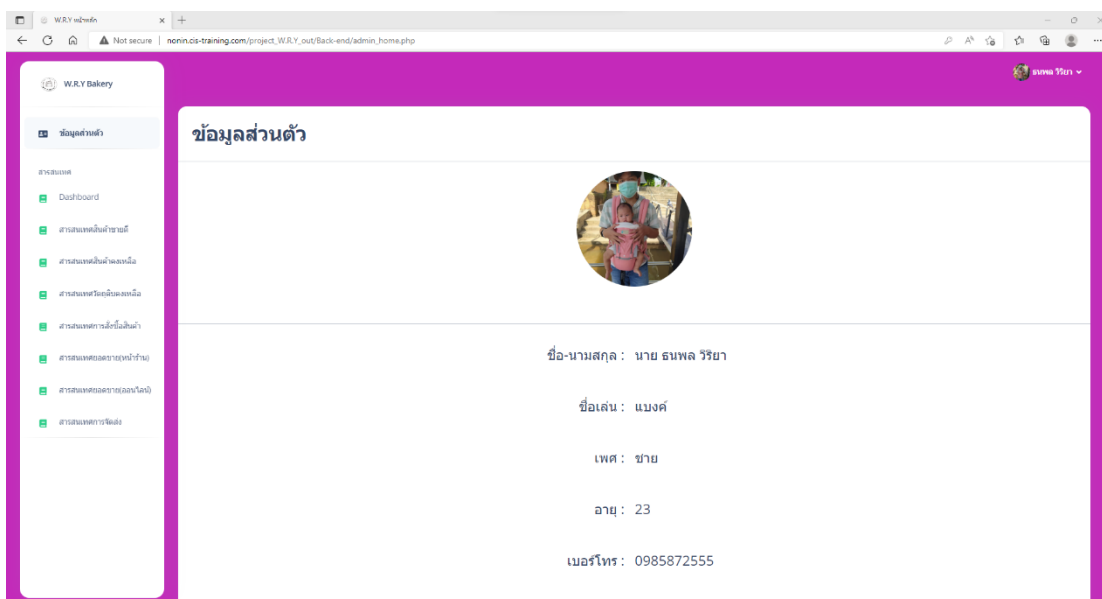 W.R.Y หน้าหลัก
Not secure
nonin.cis-training.com/project_W.R.Y_out/Back-end/admin_home.php
W.R.Y Bakery
ธนพล วิริยา
ข้อมูลส่วนตัว
สารสนเทศ
Dashboard
สารสนเทศสินค้าขายดี
สารสนเทศสินค้าคงเหลือ
สารสนเทศวัตถุดิบคงเหลือ
สารสนเทศการสั่งซื้อสินค้า
สารสนเทศยอดขาย(หน้าร้าน)
สารสนเทศยอดขาย(ออนไลน์)
สารสนเทศการจัดส่ง
ข้อมูลส่วนตัว
ชื่อ-นามสกุล : นาย ธนพล วิริยา
ชื่อเล่น : แบงค์
เพศ : ชาย
อายุ : 23
เบอร์โทร : 0985872555